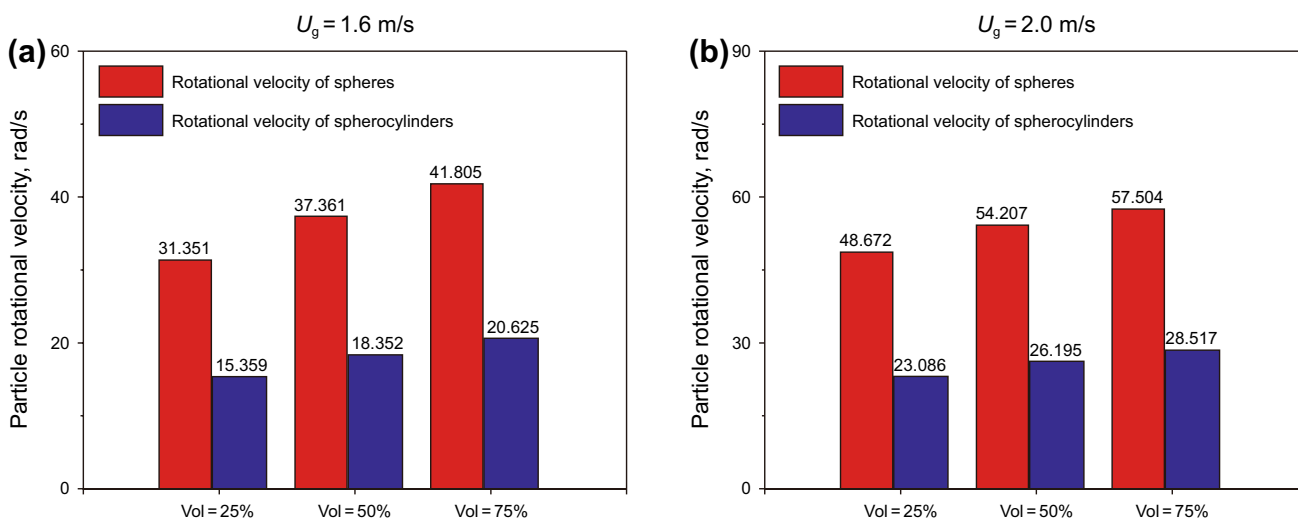 (a)
U_g = 1.6 m/s
Particle rotational velocity, rad/s
60
40
20
0
Rotational velocity of spheres
Rotational velocity of spherocylinders
31.351
15.359
37.361
18.352
41.805
20.625
Vol = 25%
Vol = 50%
Vol = 75%
(b)
U_g = 2.0 m/s
Particle rotational velocity, rad/s
90
60
30
0
Rotational velocity of spheres
Rotational velocity of spherocylinders
48.672
23.086
54.207
26.195
57.504
28.517
Vol = 25%
Vol = 50%
Vol = 75%